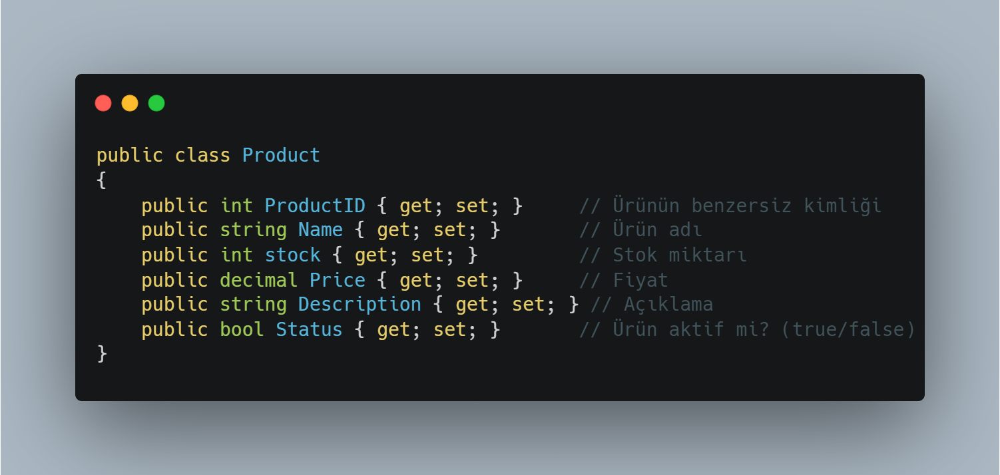 public class Product
{
    public int ProductID { get; set; }     // Ürünün benzersiz kimliği
    public string Name { get; set; }       // Ürün adı
    public int stock { get; set; }         // Stok miktarı
    public decimal Price { get; set; }     // Fiyat
    public string Description { get; set; } // Açıklama
    public bool Status { get; set; }       // Ürün aktif mi? (true/false)
}